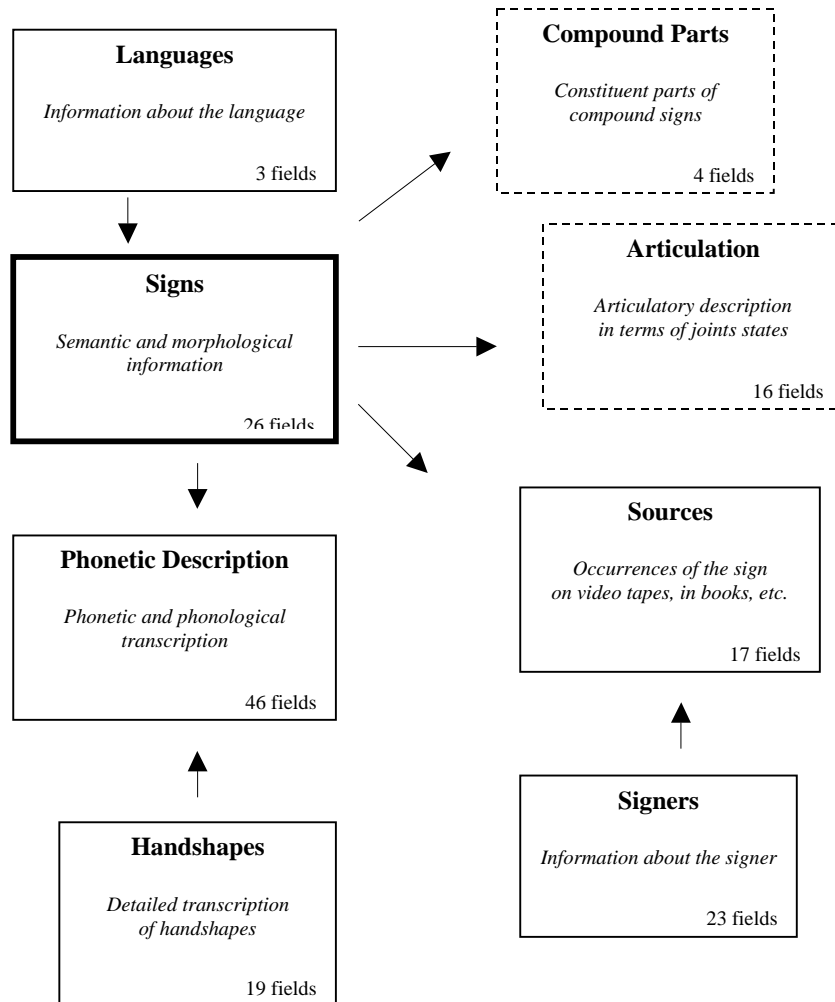 Languages
Information about the language
3 fields
Compound Parts
Constituent parts of
compound signs
4 fields
Signs
Semantic and morphological
information
26 fields
Articulation
Articulatory description
in terms of joints states
16 fields
Phonetic Description
Phonetic and phonological
transcription
46 fields
Sources
Occurrences of the sign
on video tapes, in books, etc.
17 fields
Handshapes
Detailed transcription
of handshapes
19 fields
Signers
Information about the signer
23 fields